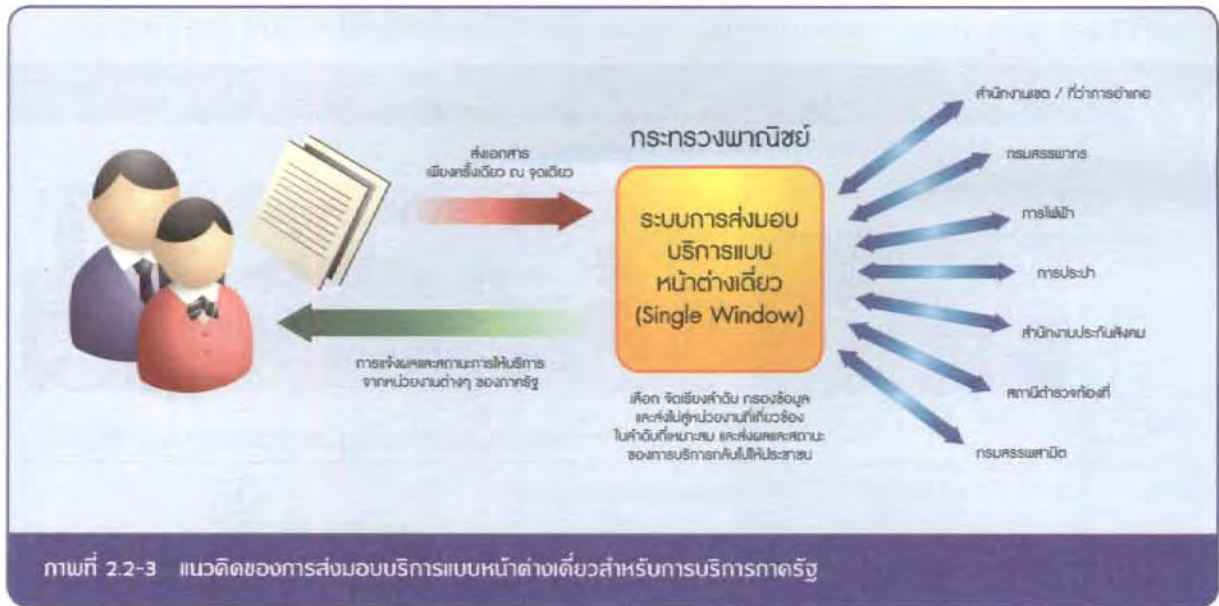 ส่งเอกสาร
เพียงครั้งเดียว ณ จุดเดียว
การแจ้งผลและสถานะการให้บริการ
จากหน่วยงานต่างๆ ของภาครัฐ
กระทรวงพาณิชย์
ระบบการส่งมอบ
บริการแบบ
หน้าต่างเดี่ยว
(Single Window)
เลือก จัดเรียงลำดับ กรองข้อมูล
และส่งไปสู่หน่วยงานที่เกี่ยวข้อง
ในลำดับที่เหมาะสม และส่งผลและสถานะ
ของการบริการกลับไปให้ประชาชน
สำนักงานเขต / ที่ว่าการอำเภอ
กรมสรรพากร
การไฟฟ้า
การประปา
สำนักงานประกันสังคม
สถานีตำรวจท้องที่
กรมสรรพสามิต
ภาพที่ 2.2-3 แนวคิดของการส่งมอบบริการแบบหน้าต่างเดี่ยวสำหรับการบริการภาครัฐ